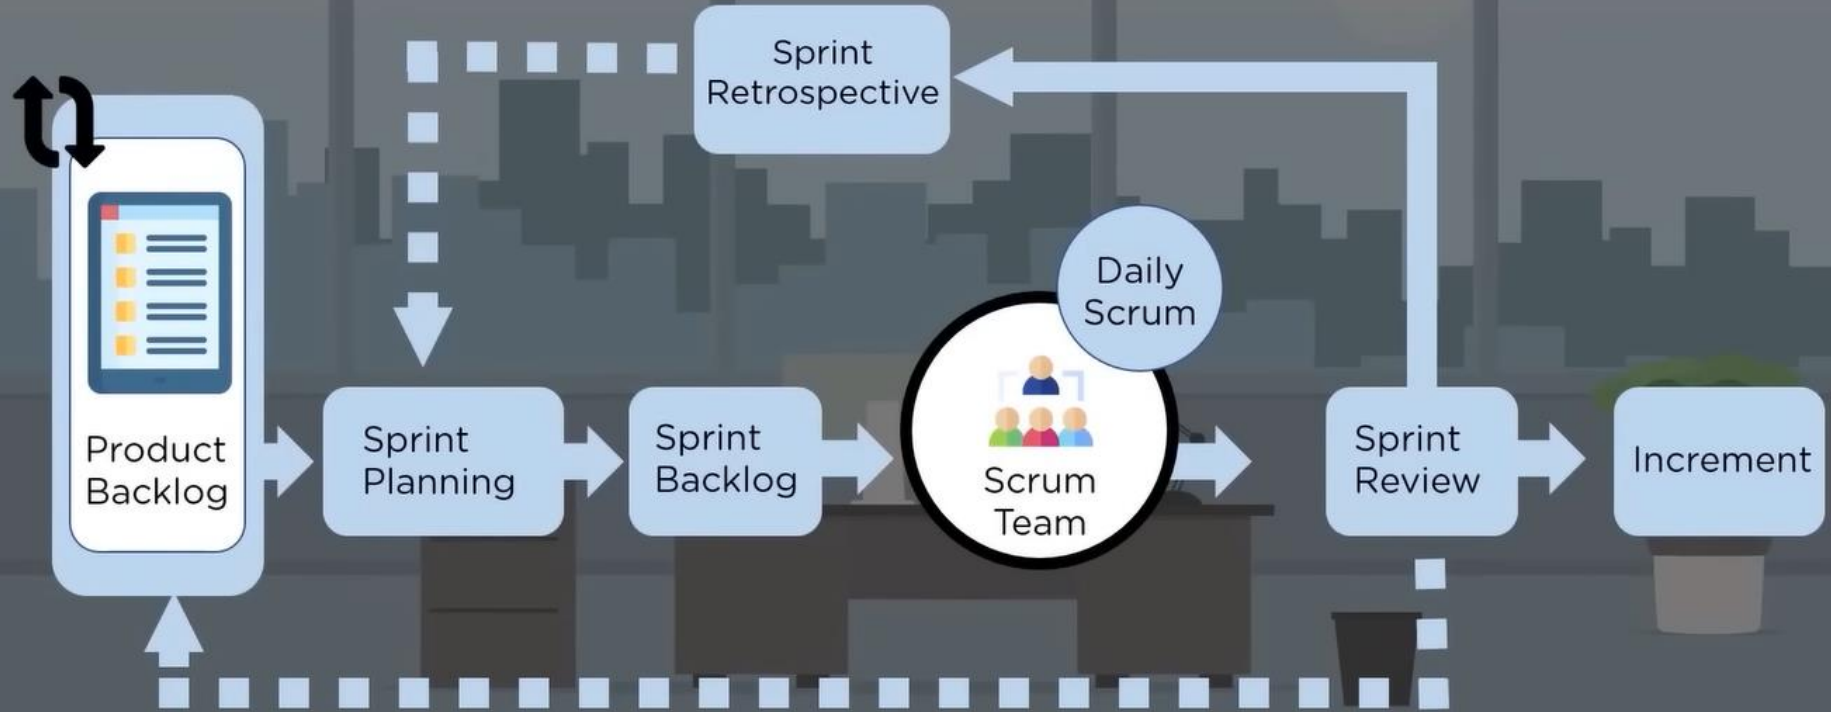 Sprint
Retrospective
Daily
Scrum
Product
Backlog
Sprint
Planning
Sprint
Backlog
Scrum
Team
Sprint
Review
Increment